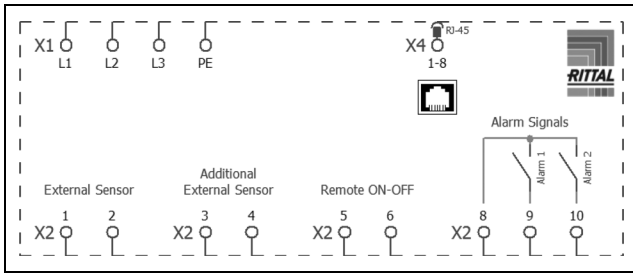 RJ-45
X1 X4
L1 L2 L3 PE 1-8
RITTAL
Alarm Signals
Alarm 1 Alarm 2
Additional
External Sensor External Sensor Remote ON-OFF
1 2 3 4 5 6 8 9 10
X2 X2 X2 X2